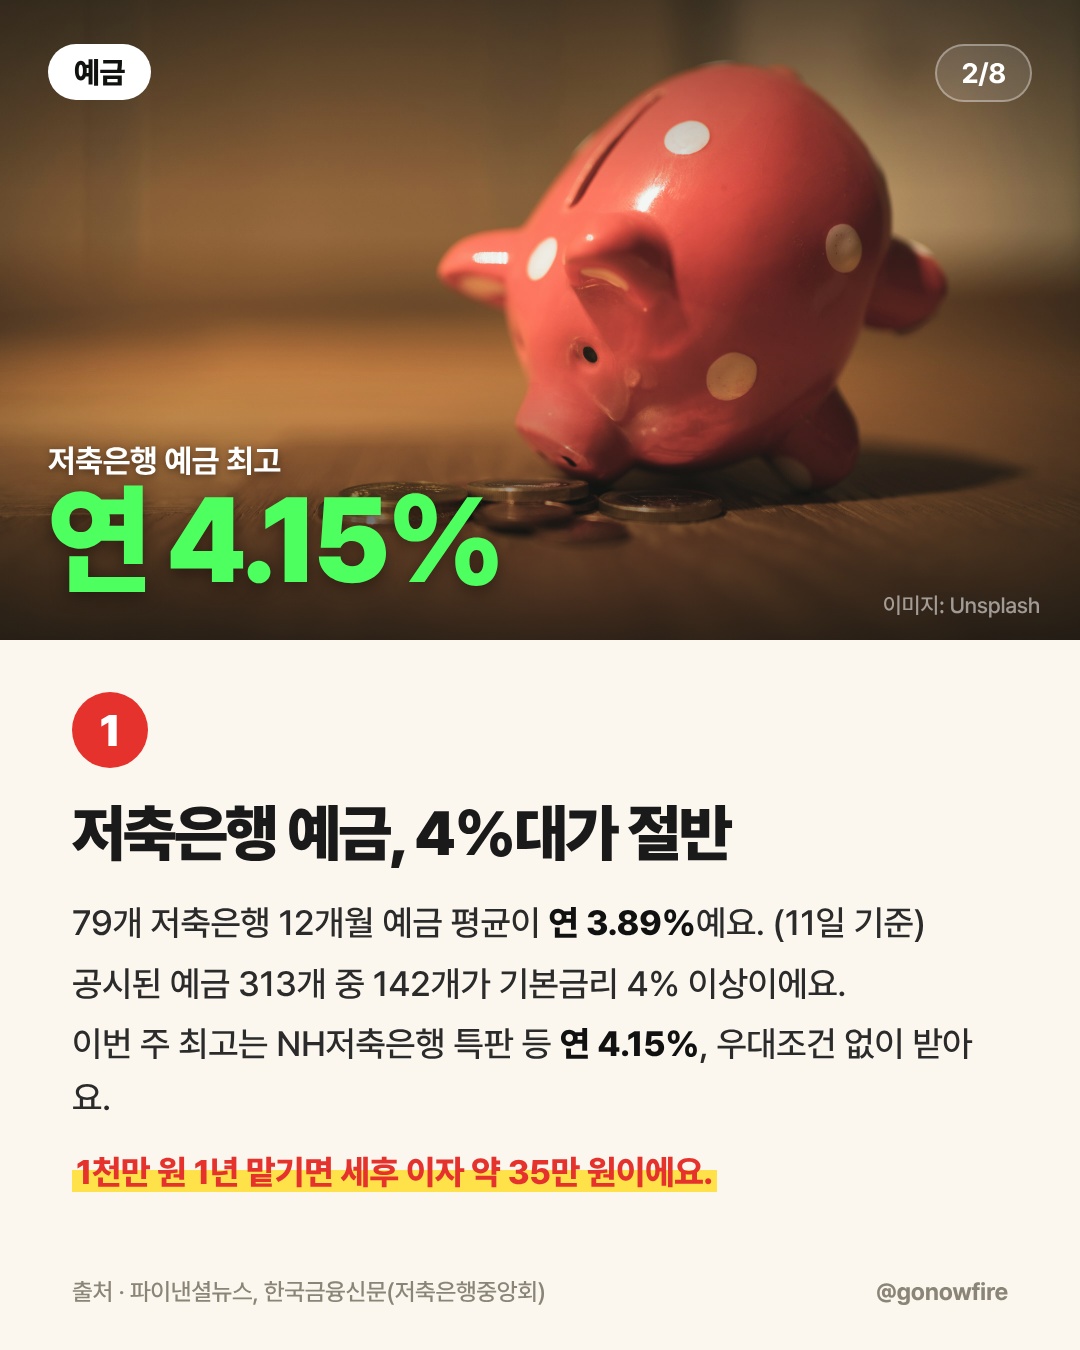 예금
2/8
저축은행 예금 최고
연 4.15%
이미지: Unsplash
1
저축은행 예금, 4%대가 절반
79개 저축은행 12개월 예금 평균이 연 3.89%예요. (11일 기준)
공시된 예금 313개 중 142개가 기본금리 4% 이상이에요.
이번 주 최고는 NH저축은행 특판 등 연 4.15%, 우대조건 없이 받아
요.
1천만 원 1년 맡기면 세후 이자 약 35만 원이에요.
출처 · 파이낸셜뉴스, 한국금융신문(저축은행중앙회)
@gonowfire